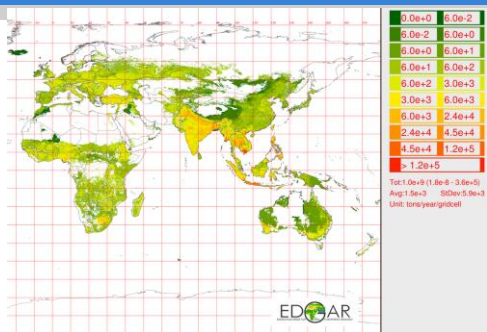 0.0e+0 6.0e-2
6.0e-2 6.0e+0
6.0e+0 6.0e+1
6.0e+1 6.0e+2
6.0e+2 3.0e+3
3.0e+3 6.0e+3
6.0e+3 2.4e+4
2.4e+4 4.5e+4
4.5e+4 1.2e+5
> 1.2e+5
Tot:1.0e+9 (1.8e-8 - 3.6e+5)
Avg:1.5e+3 StDev:5.9e+3
Unit: tons/year/gridcell
EDGAR